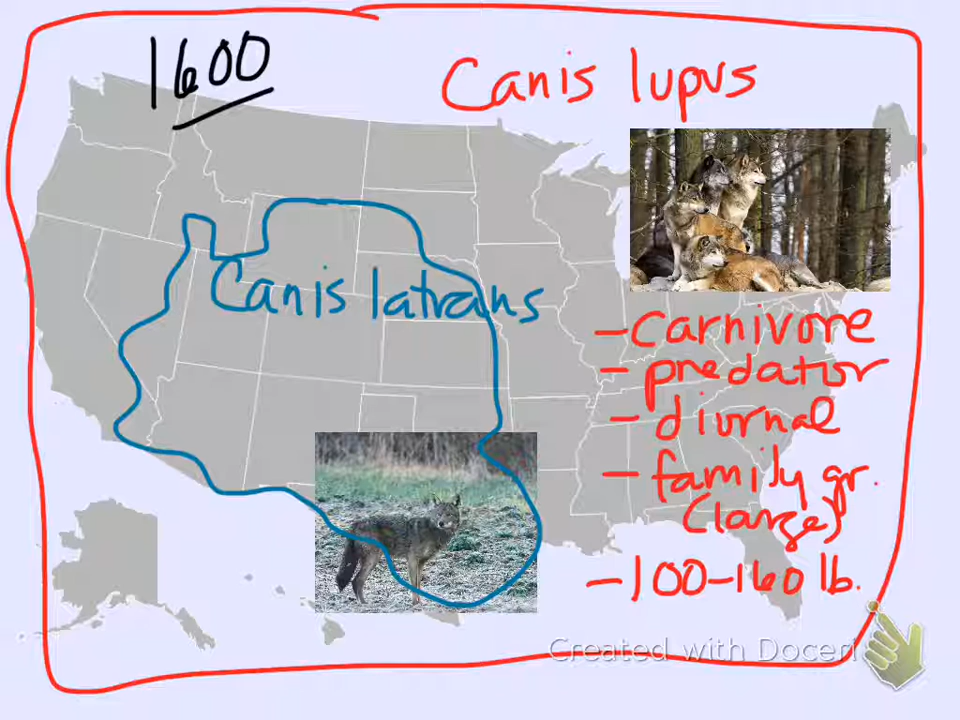 1600
Canis lupus
Canis latrans
- Carnivore
- predator
- diurnal
- family gr.
(large)
- 100-160 lb.
Created with Doceri